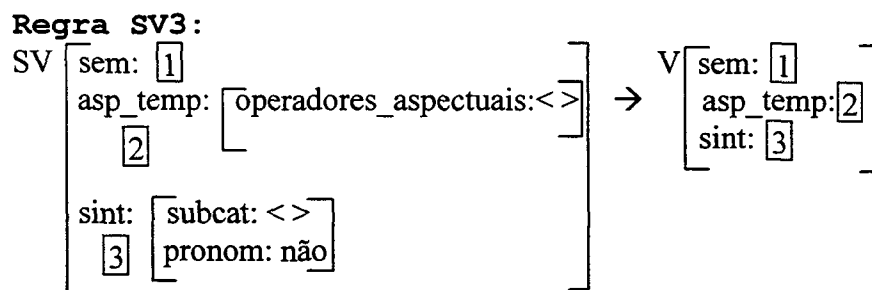 Regra SV3:
SV sem: 1 → V sem: 1
asp_temp: operadores_aspectuais:< > asp_temp: 2
2 sint: 3
sint: subcat: < >
3 pronom: não